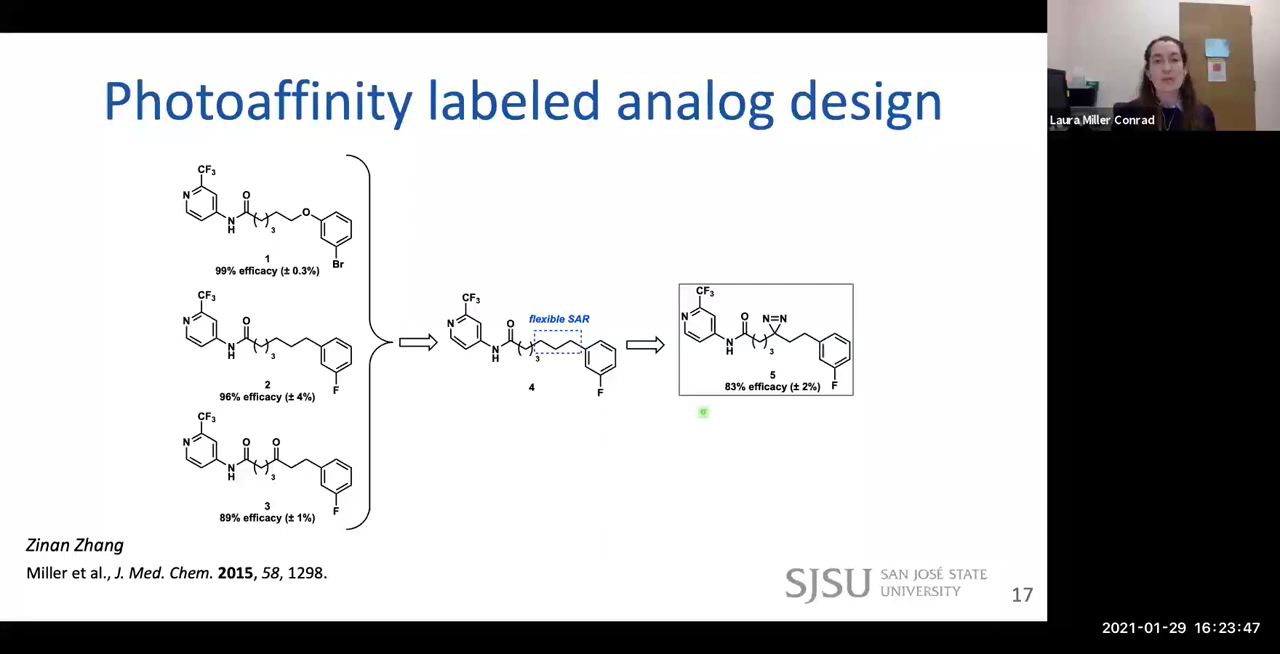 Photoaffinity labeled analog design
Laura Miller Conrad
CF3
N
O
N
H
3
O
Br
1
99% efficacy (± 0.3%)
CF3
N
O
N
H
3
F
2
96% efficacy (± 4%)
CF3
N
O
O
N
H
3
F
3
89% efficacy (± 1%)
CF3
N
O
flexible SAR
N
H
3
F
4
CF3
N
O
N=N
N
H
3
F
5
83% efficacy (± 2%)
Zinan Zhang
Miller et al., J. Med. Chem. 2015, 58, 1298.
SJSU SAN JOSÉ STATE
UNIVERSITY
17
2021-01-29 16:23:47